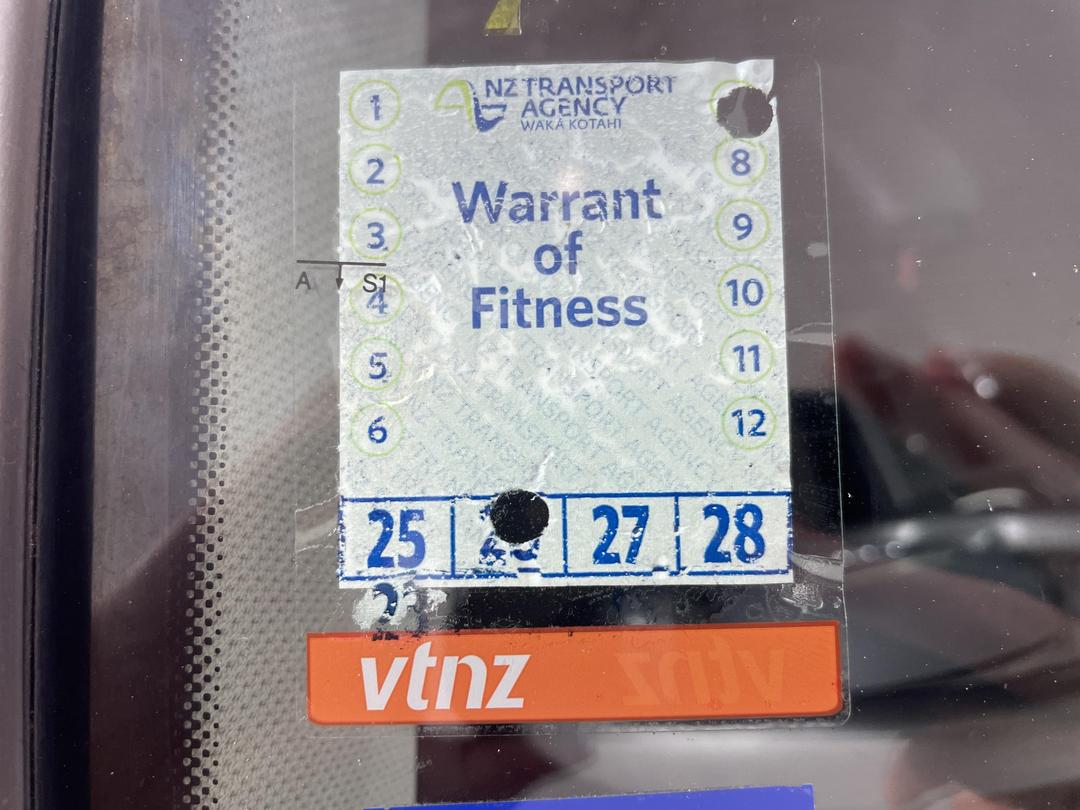 NZ TRANSPORT
AGENCY
WAKA KOTAHI
1
2
3
4
5
6
8
9
10
11
12
Warrant
of
Fitness
A S1
25 27 28
vtnz
vtnz